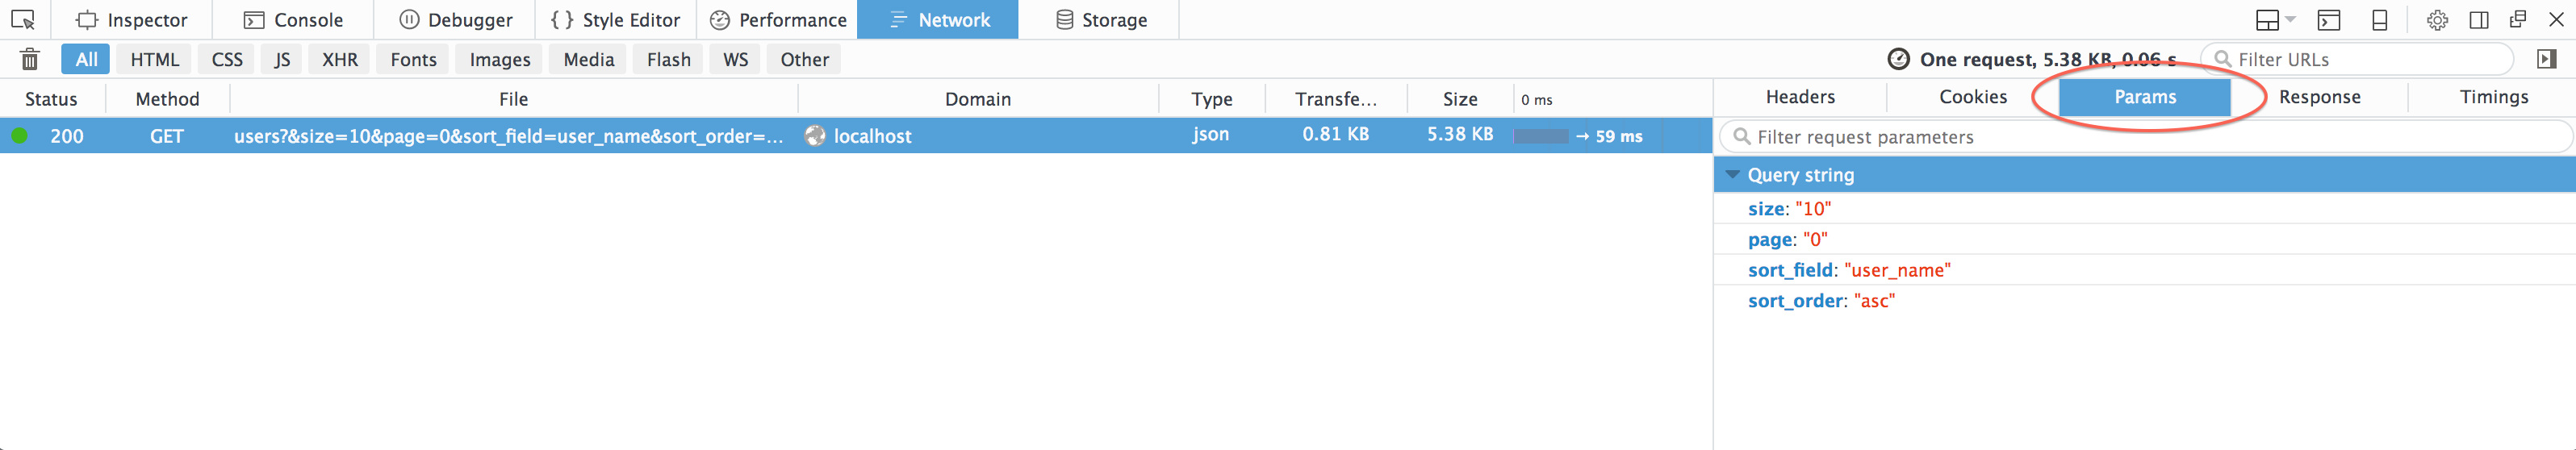 Inspector Console Debugger { } Style Editor Performance Network Storage
All HTML CSS JS XHR Fonts Images Media Flash WS Other One request, 5.38 KB, 0.06 s Filter URLs
Status Method File Domain Type Transfe... Size 0 ms Headers Cookies Params Response Timings
200 GET users?&size=10&page=0&sort_field=user_name&sort_order=... localhost json 0.81 KB 5.38 KB → 59 ms Filter request parameters
Query string
size: "10"
page: "0"
sort_field: "user_name"
sort_order: "asc"